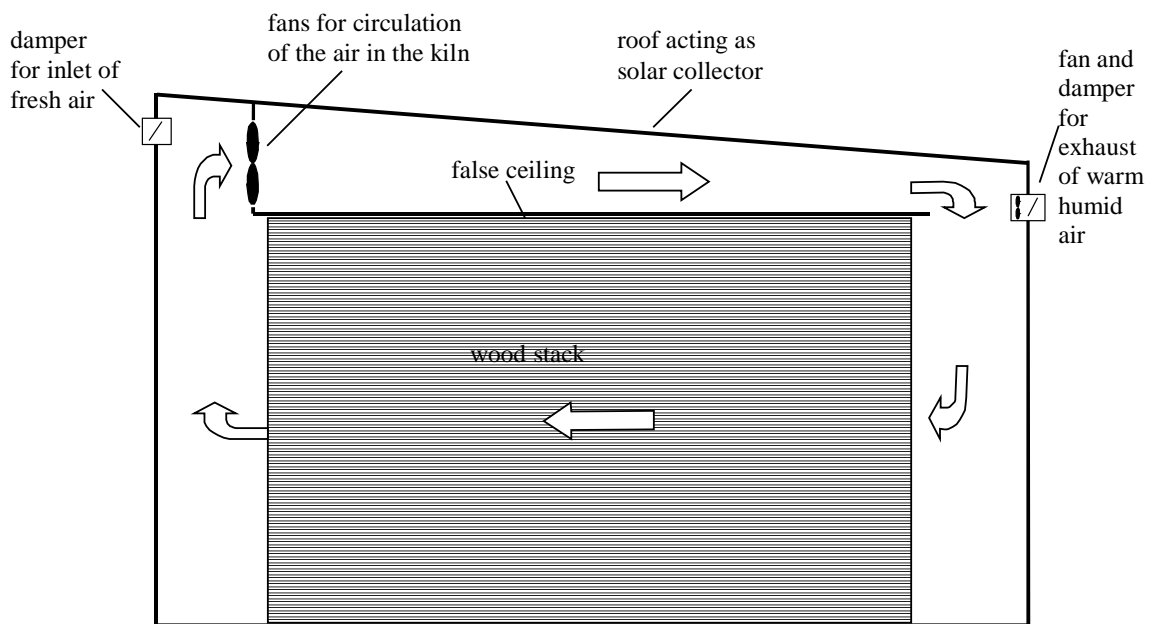 damper
for inlet of
fresh air
fans for circulation
of the air in the kiln
roof acting as
solar collector
fan and
damper
for
exhaust
of warm
humid
air
false ceiling
wood stack